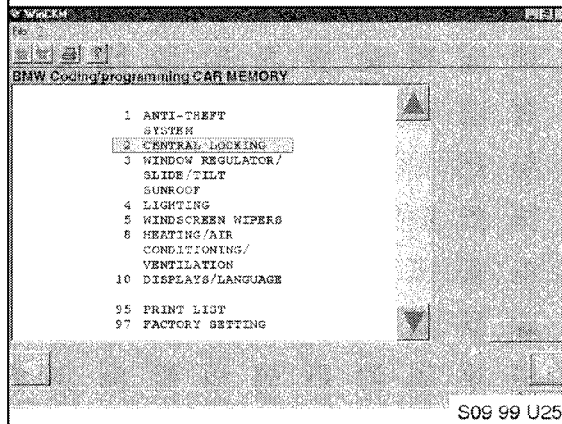 File ?
?
BMW Coding/programming CAR MEMORY
1 ANTI-THEFT
SYSTEM
2 CENTRAL LOCKING
3 WINDOW REGULATOR/
SLIDE/TILT
SUNROOF
4 LIGHTING
5 WINDSCREEN WIPERS
8 HEATING/AIR
CONDITIONING/
VENTILATION
10 DISPLAYS/LANGUAGE
95 PRINT LIST
97 FACTORY SETTING
S09 99 U25